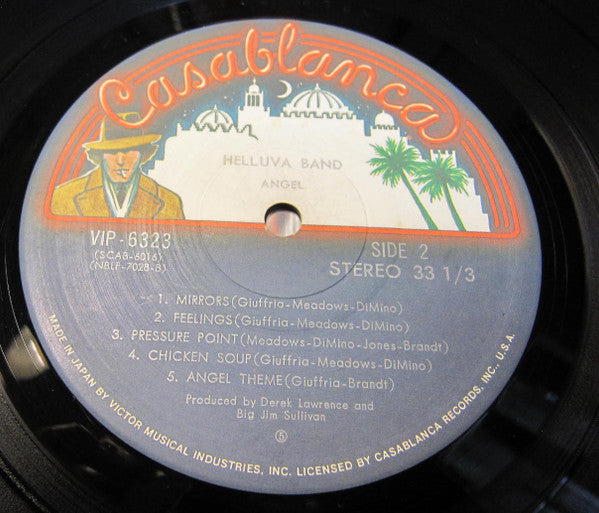 Casablanca
HELLUVA BAND
ANGEL
VIP-6323
(SCAB-6016)
(NBLP-7028-B)
SIDE 2
STEREO 33 1/3
1. MIRRORS(Giuffria-Meadows-DiMino)
2. FEELINGS(Giuffria-Meadows-DiMino)
3. PRESSURE POINT(Meadows-DiMino-Jones-Brandt)
4. CHICKEN SOUP(Giuffria-Meadows-DiMino)
5. ANGEL THEME(Giuffria-Brandt)
Produced by Derek Lawrence and
Big Jim Sullivan
⑤
MADE IN JAPAN BY VICTOR MUSICAL INDUSTRIES, INC. LICENSED BY CASABLANCA RECORDS, INC., U.S.A.